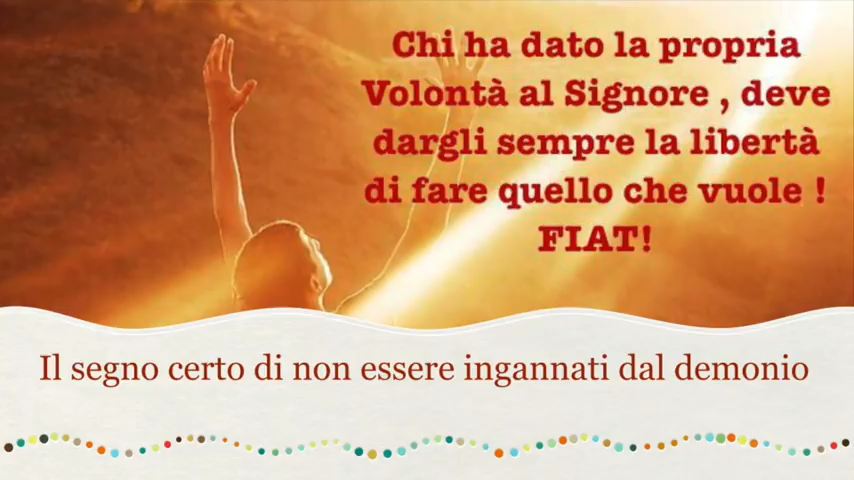 Chi ha dato la propria
Volontà al Signore , deve
dargli sempre la libertà
di fare quello che vuole !
FIAT!
Il segno certo di non essere ingannati dal demonio